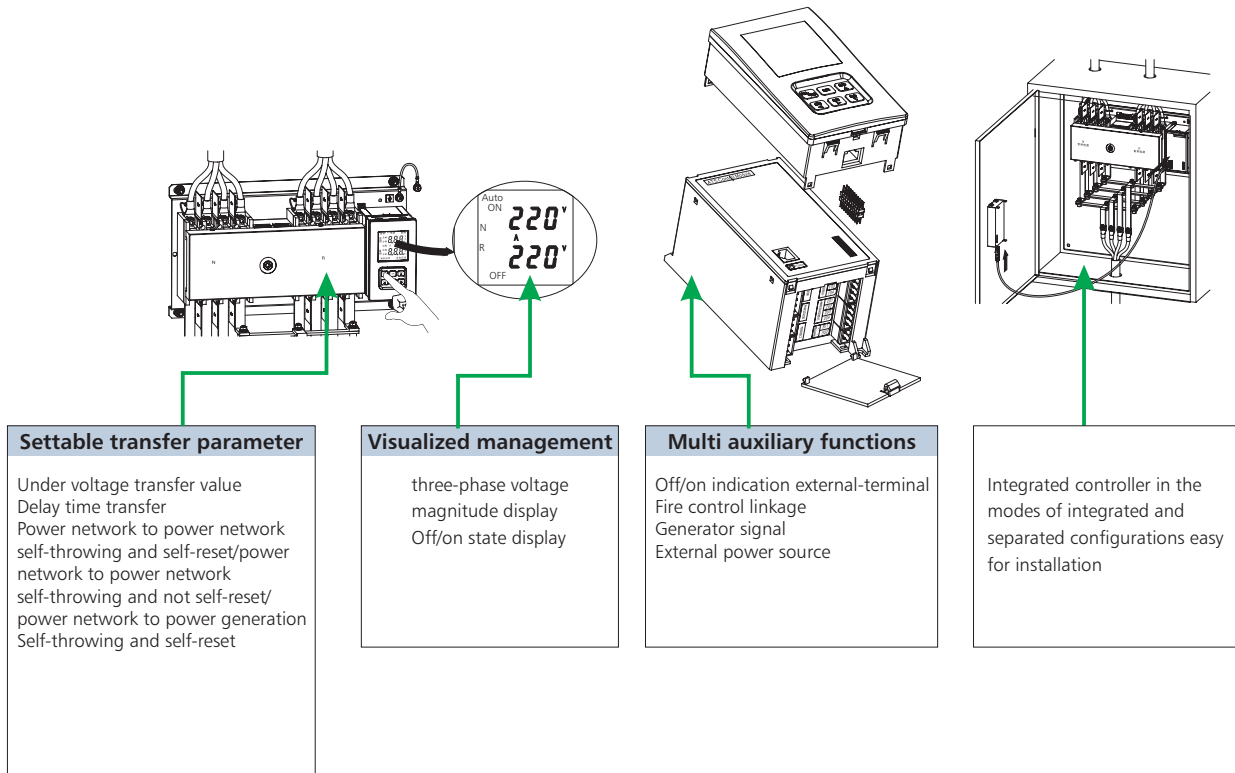 Auto
ON
N
220 V
A
R
220 V
OFF
N
R
Settable transfer parameter
Under voltage transfer value
Delay time transfer
Power network to power network
self-throwing and self-reset/power
network to power network
self-throwing and not self-reset/
power network to power generation
Self-throwing and self-reset
Visualized management
three-phase voltage
magnitude display
Off/on state display
Multi auxiliary functions
Off/on indication external-terminal
Fire control linkage
Generator signal
External power source
Integrated controller in the
modes of integrated and
separated configurations easy
for installation